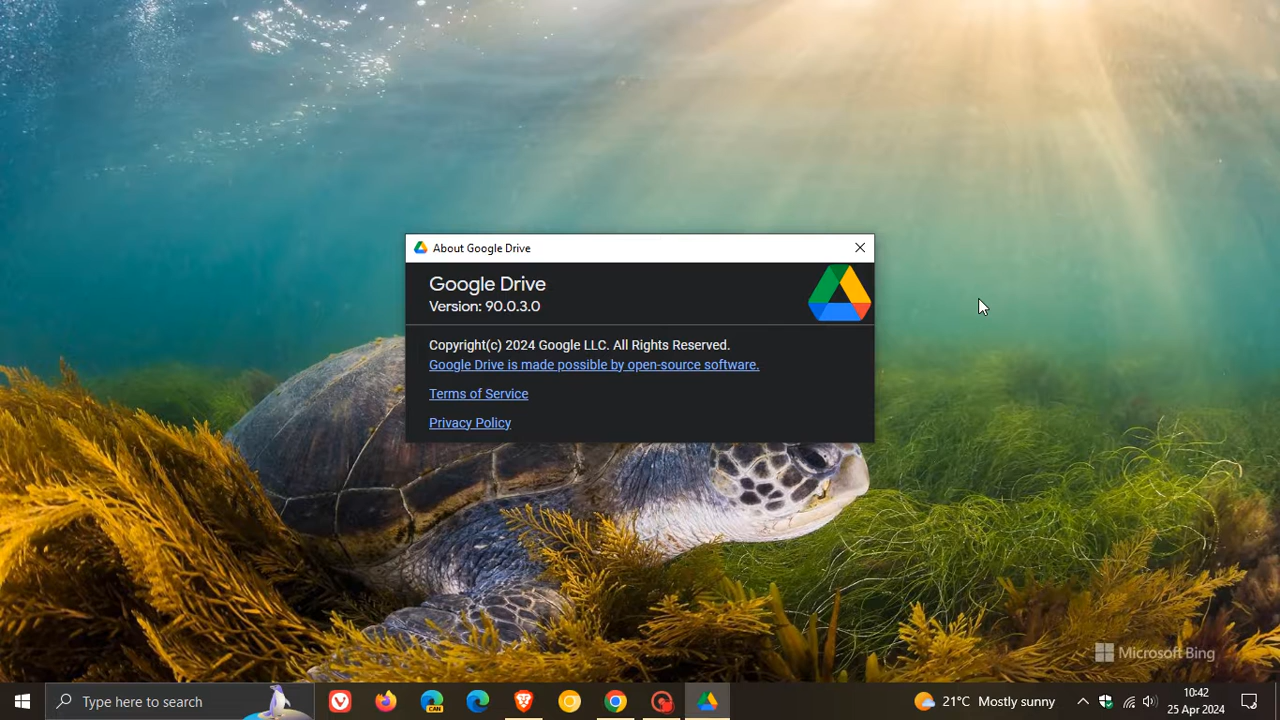 About Google Drive
Google Drive
Version: 90.0.3.0
Copyright(c) 2024 Google LLC. All Rights Reserved.
Google Drive is made possible by open-source software.
Terms of Service
Privacy Policy
Microsoft Bing
Type here to search
CAN
21°C Mostly sunny
10:42
25 Apr 2024